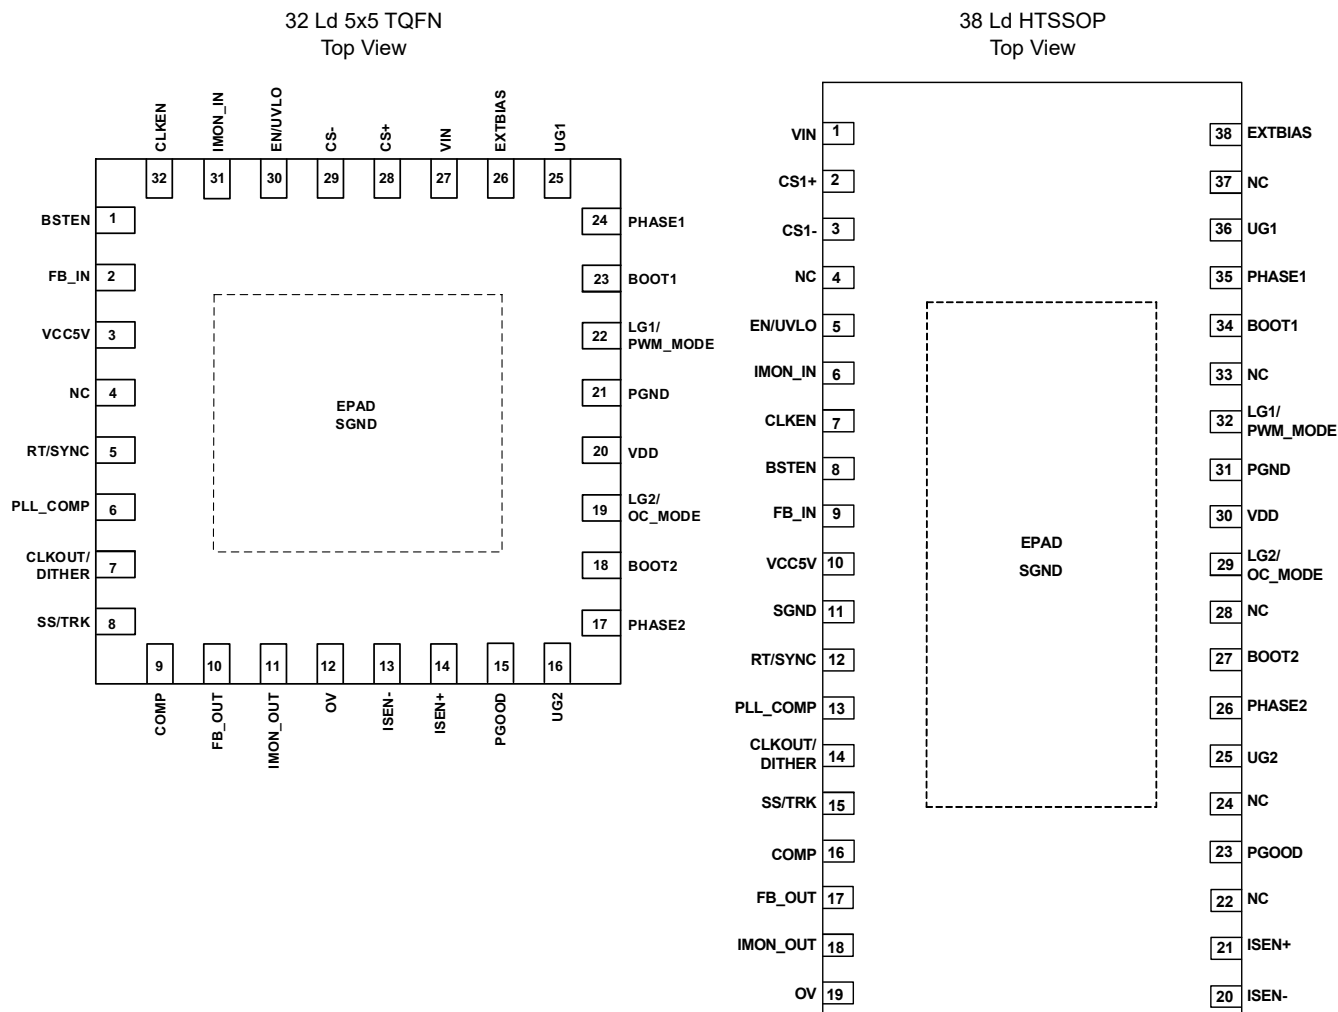 32 Ld 5x5 TQFN
Top View
CLKEN
IMON_IN
EN/UVLO
CS-
CS+
VIN
EXTBIAS
UG1
32
31
30
29
28
27
26
25
BSTEN 1
FB_IN 2
VCC5V 3
NC 4
RT/SYNC 5
PLL_COMP 6
CLKOUT/
DITHER 7
SS/TRK 8
24 PHASE1
23 BOOT1
22 LG1/
PWM_MODE
21 PGND
20 VDD
19 LG2/
OC_MODE
18 BOOT2
17 PHASE2
EPAD
SGND
9
10
11
12
13
14
15
16
COMP
FB_OUT
IMON_OUT
OV
ISEN-
ISEN+
PGOOD
UG2
38 Ld HTSSOP
Top View
VIN 1
CS1+ 2
CS1- 3
NC 4
EN/UVLO 5
IMON_IN 6
CLKEN 7
BSTEN 8
FB_IN 9
VCC5V 10
SGND 11
RT/SYNC 12
PLL_COMP 13
CLKOUT/
DITHER 14
SS/TRK 15
COMP 16
FB_OUT 17
IMON_OUT 18
OV 19
EPAD
SGND
38 EXTBIAS
37 NC
36 UG1
35 PHASE1
34 BOOT1
33 NC
32 LG1/
PWM_MODE
31 PGND
30 VDD
29 LG2/
OC_MODE
28 NC
27 BOOT2
26 PHASE2
25 UG2
24 NC
23 PGOOD
22 NC
21 ISEN+
20 ISEN-